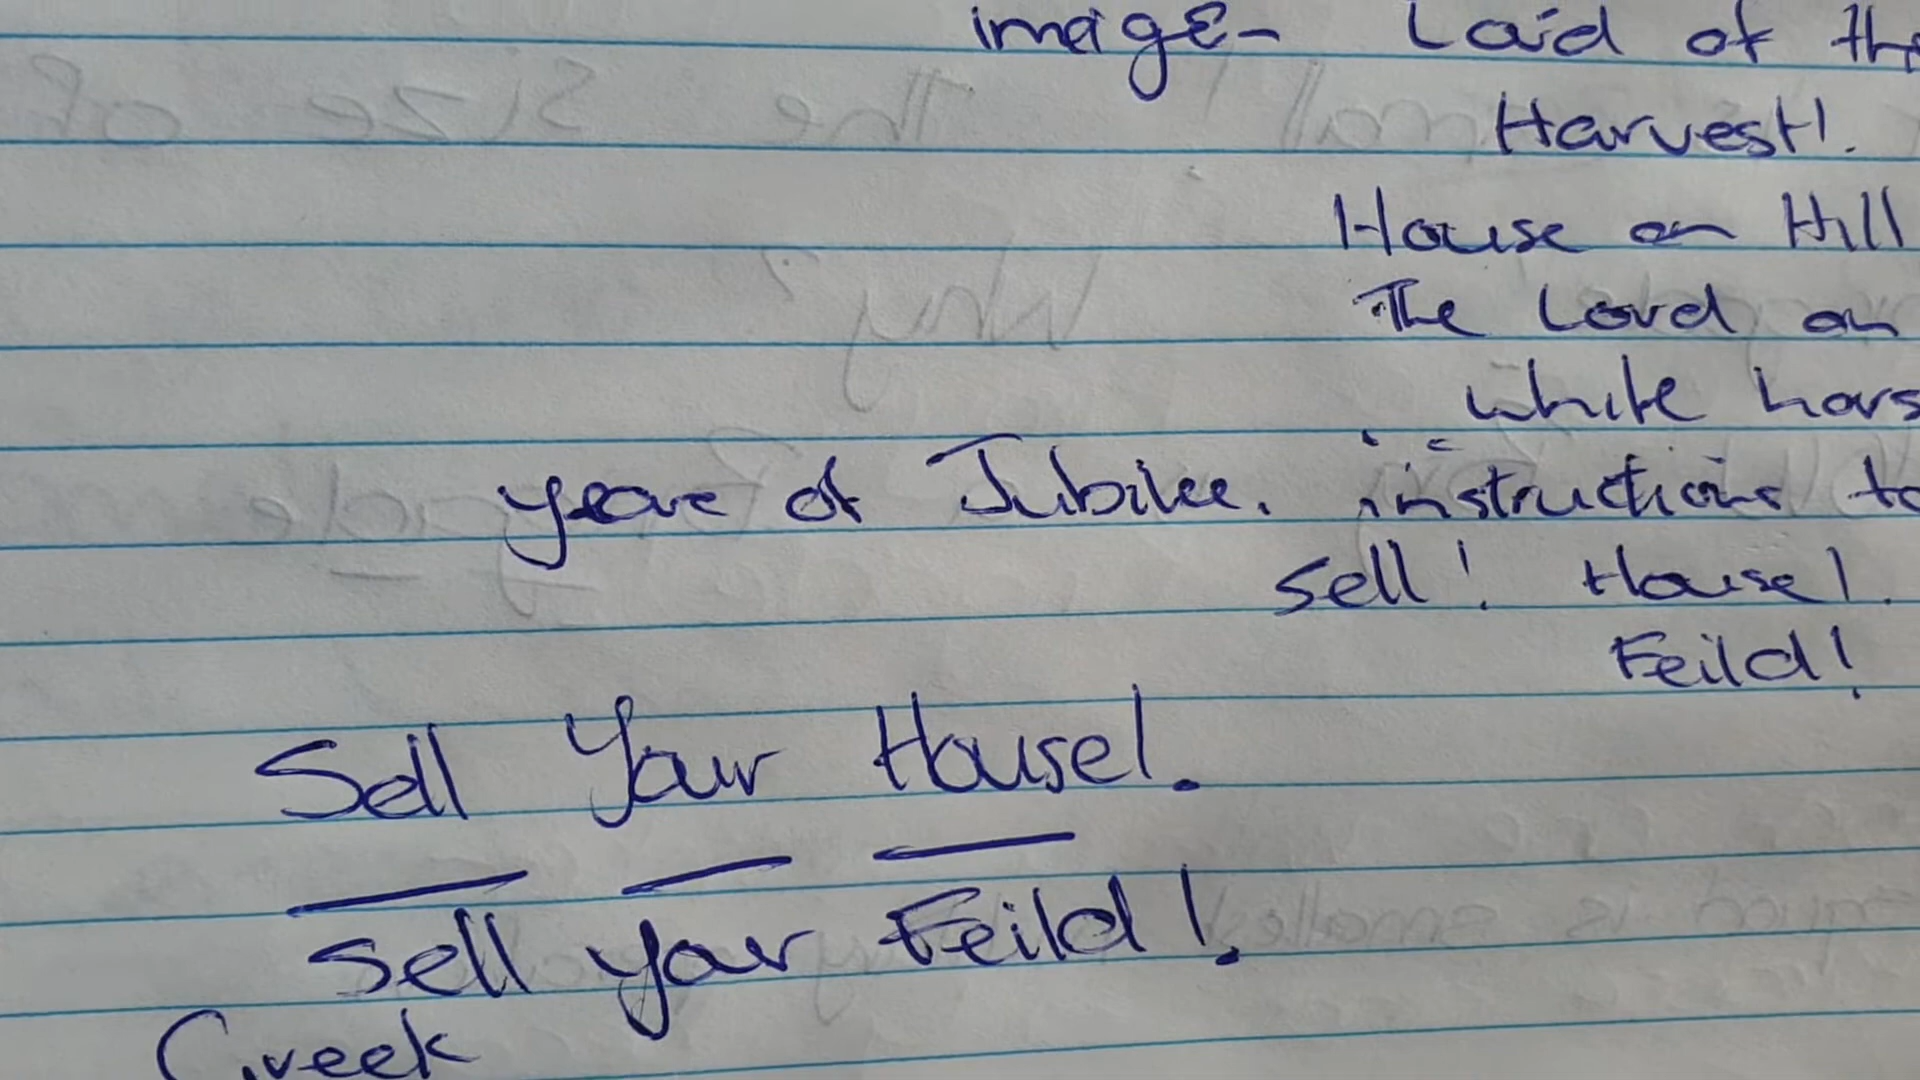 image- Laid of the
Harvest!.
House on Hill
The Lord on
white hors
year of Jubilee. instructions to
sell! House!.
Feild!
Sell Your House!.
sell your Feild!.
Greek